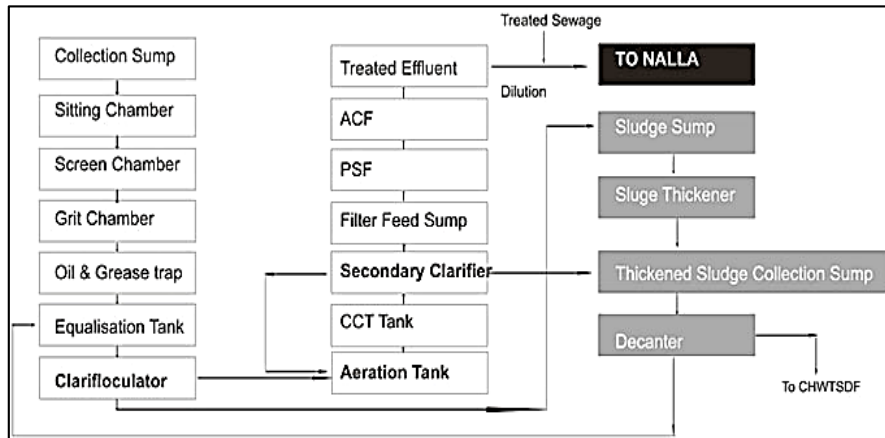 Collection Sump
Sitting Chamber
Screen Chamber
Grit Chamber
Oil & Grease trap
Equalisation Tank
Clarifloculator
Treated Effluent
ACF
PSF
Filter Feed Sump
Secondary Clarifier
CCT Tank
Aeration Tank
Treated Sewage
Dilution
TO NALLA
Sludge Sump
Sluge Thickener
Thickened Sludge Collection Sump
Decanter
To CHWTSDF